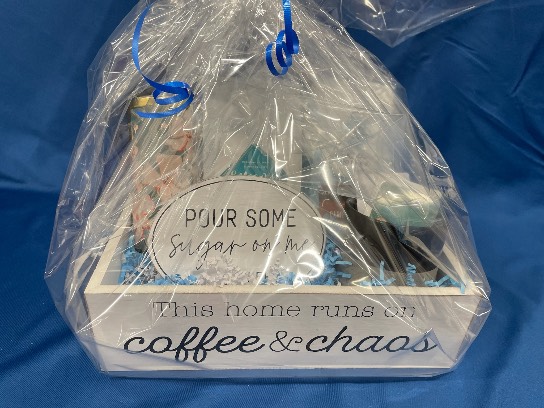 POUR SOME
Sugar on me
This home runs on
coffee & chaos